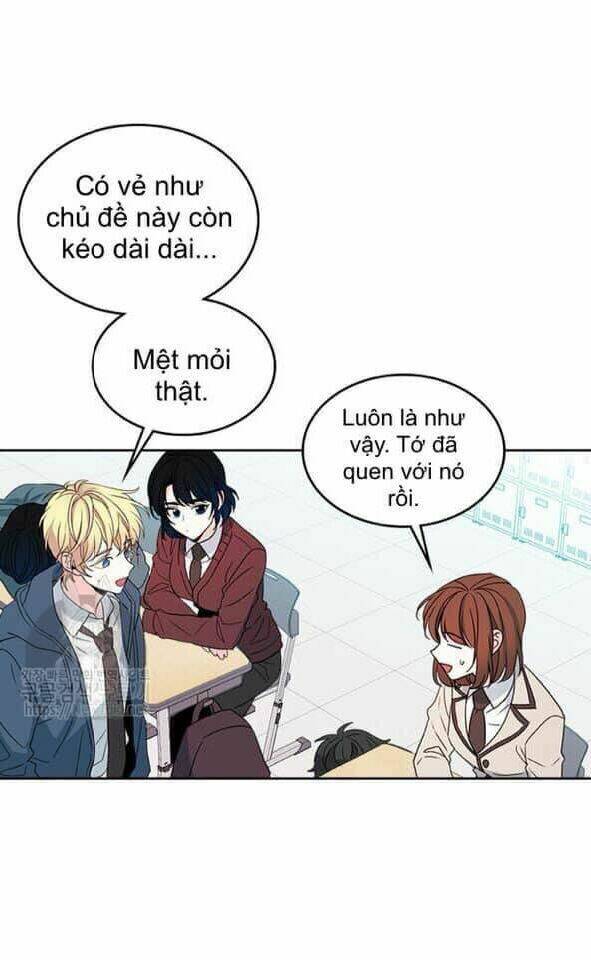 Có vẻ như
chủ đề này còn
kéo dài dài...
Mệt mỏi
thật.
Luôn là như
vậy. Tớ đã
quen với nó
rồi.